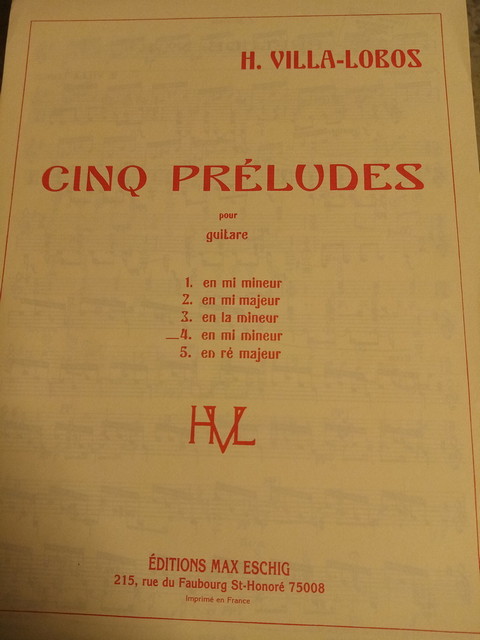 H. VILLA-LOBOS
CINQ PRÉLUDES
pour
guitare
1. en mi mineur
2. en mi majeur
3. en la mineur
_4. en mi mineur
5. en ré majeur
HVL
ÉDITIONS MAX ESCHIG
215, rue du Faubourg St-Honoré 75008
Imprimé en France